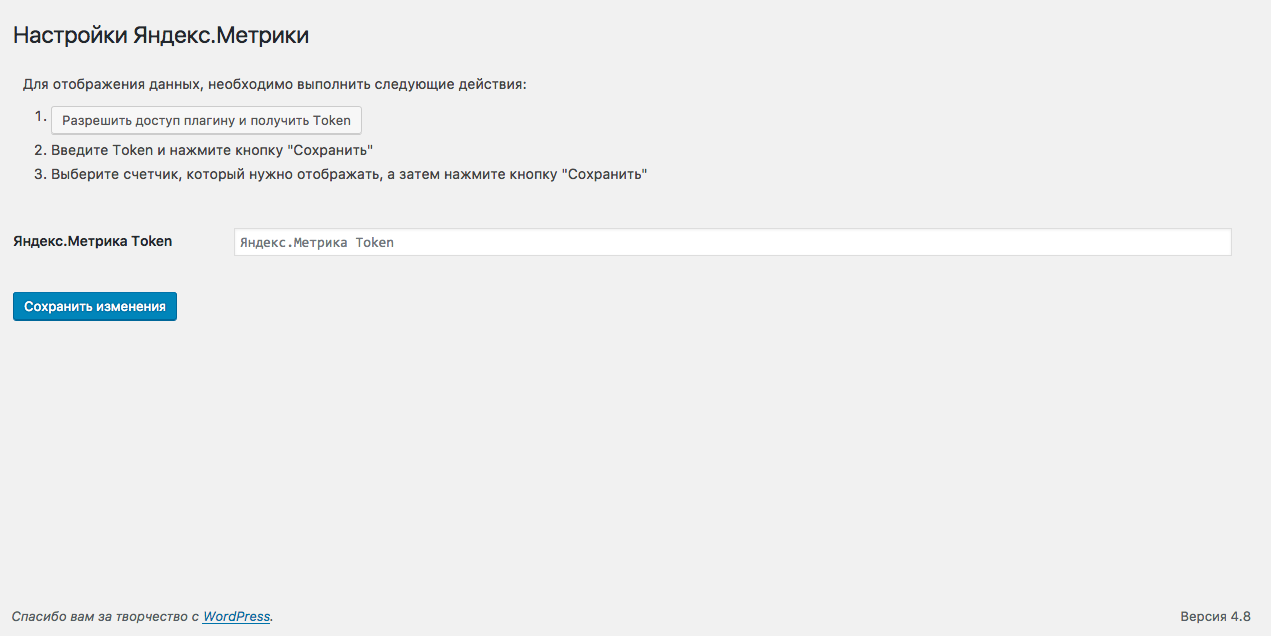 Настройки Яндекс.Метрики
Для отображения данных, необходимо выполнить следующие действия:
1. Разрешить доступ плагину и получить Token
2. Введите Token и нажмите кнопку "Сохранить"
3. Выберите счетчик, который нужно отображать, а затем нажмите кнопку "Сохранить"
Яндекс.Метрика Token Яндекс.Метрика Token
Сохранить изменения
Спасибо вам за творчество с WordPress. Версия 4.8